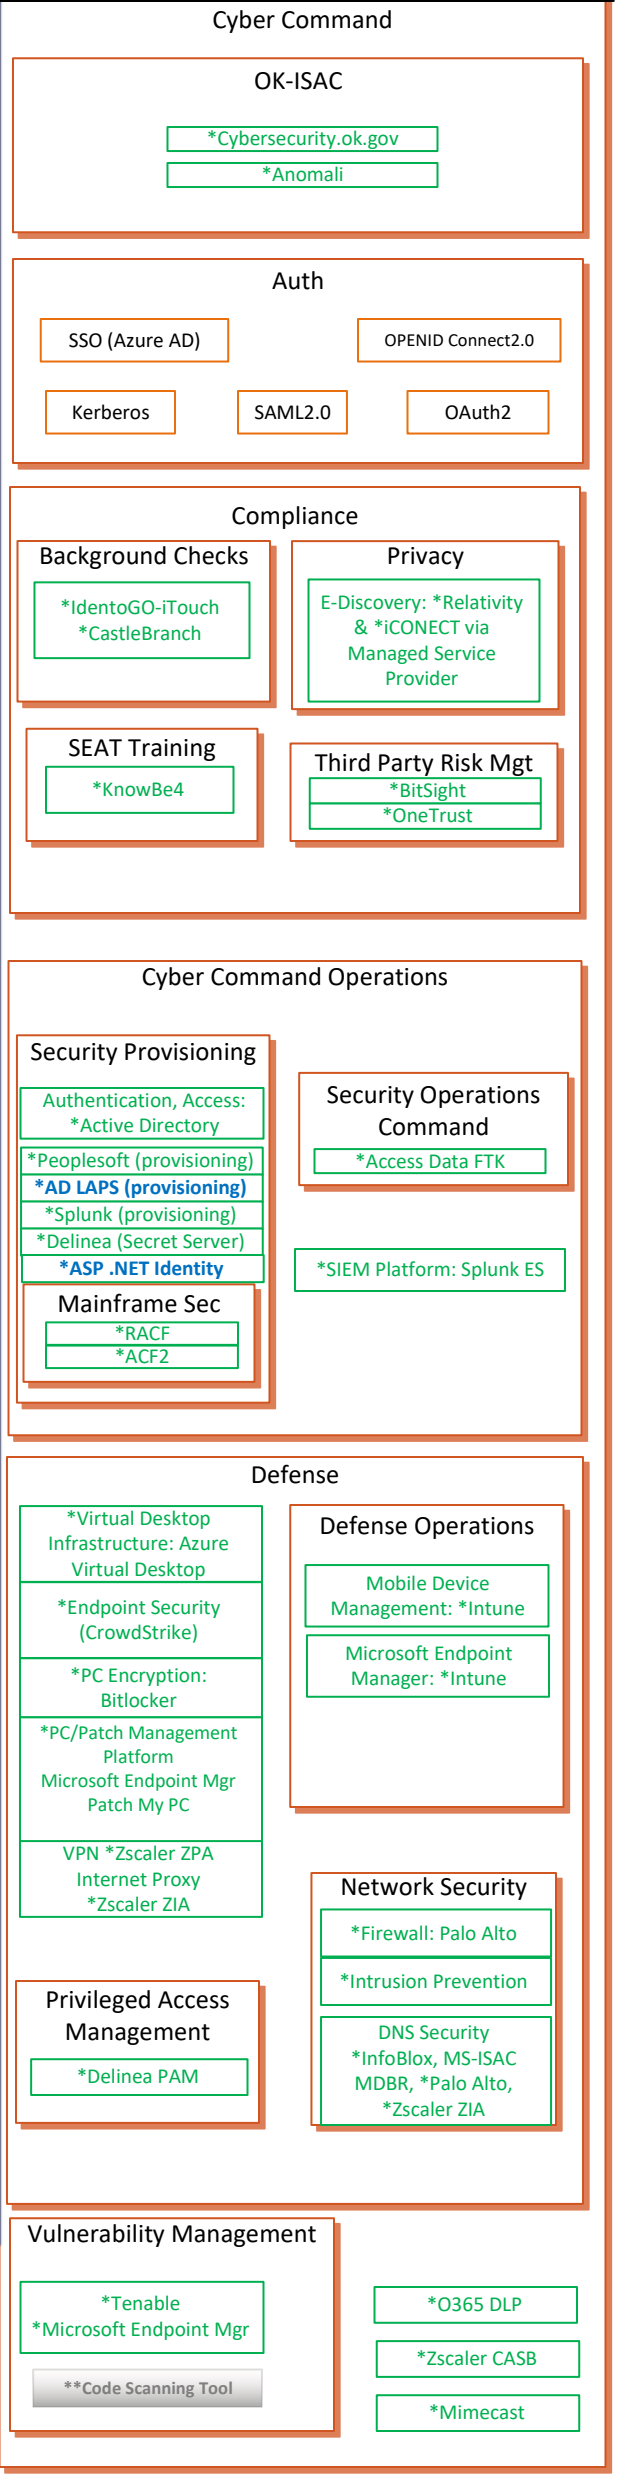 Cyber Command
OK-ISAC
*Cybersecurity.ok.gov
*Anomali
Auth
SSO (Azure AD)
OPENID Connect2.0
Kerberos
SAML2.0
OAuth2
Compliance
Background Checks
*IdentoGO-iTouch
*CastleBranch
Privacy
E-Discovery: *Relativity
& *iCONECT via
Managed Service
Provider
SEAT Training
*KnowBe4
Third Party Risk Mgt
*BitSight
*OneTrust
Cyber Command Operations
Security Provisioning
Authentication, Access:
*Active Directory
*Peoplesoft (provisioning)
*AD LAPS (provisioning)
*Splunk (provisioning)
*Delinea (Secret Server)
*ASP .NET Identity
Mainframe Sec
*RACF
*ACF2
Security Operations
Command
*Access Data FTK
*SIEM Platform: Splunk ES
Defense
*Virtual Desktop
Infrastructure: Azure
Virtual Desktop
*Endpoint Security
(CrowdStrike)
*PC Encryption:
Bitlocker
*PC/Patch Management
Platform
Microsoft Endpoint Mgr
Patch My PC
VPN *Zscaler ZPA
Internet Proxy
*Zscaler ZIA
Defense Operations
Mobile Device
Management: *Intune
Microsoft Endpoint
Manager: *Intune
Network Security
*Firewall: Palo Alto
*Intrusion Prevention
DNS Security
*InfoBlox, MS-ISAC
MDBR, *Palo Alto,
*Zscaler ZIA
Privileged Access
Management
*Delinea PAM
Vulnerability Management
*Tenable
*Microsoft Endpoint Mgr
**Code Scanning Tool
*O365 DLP
*Zscaler CASB
*Mimecast